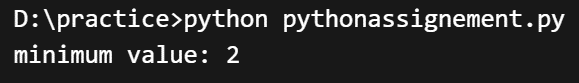 D:\practice>python pythonassignement.py
minimum value: 2